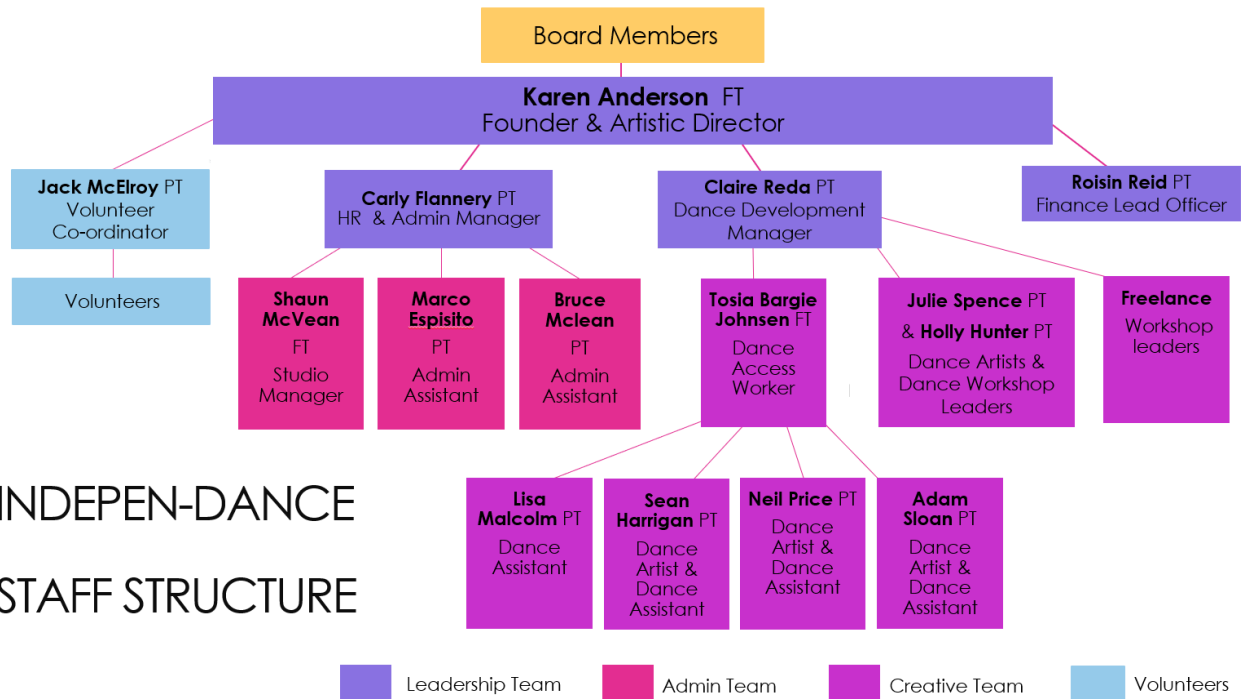 Board Members
Karen Anderson FT
Founder & Artistic Director
Jack McElroy PT
Volunteer
Co-ordinator
Carly Flannery PT
HR & Admin Manager
Claire Reda PT
Dance Development
Manager
Roisin Reid PT
Finance Lead Officer
Volunteers
Shaun
McVean
FT
Studio
Manager
Marco
Espisito
PT
Admin
Assistant
Bruce
Mclean
PT
Admin
Assistant
Tosia Bargie
Johnsen FT
Dance
Access
Worker
Julie Spence PT
& Holly Hunter PT
Dance Artists &
Dance Workshop
Leaders
Freelance
Workshop
leaders
Lisa
Malcolm PT
Dance
Assistant
Sean
Harrigan PT
Dance
Artist &
Dance
Assistant
Neil Price PT
Dance
Artist &
Dance
Assistant
Adam
Sloan PT
Dance
Artist &
Dance
Assistant
INDEPEN-DANCE
STAFF STRUCTURE
Leadership Team
Admin Team
Creative Team
Volunteers